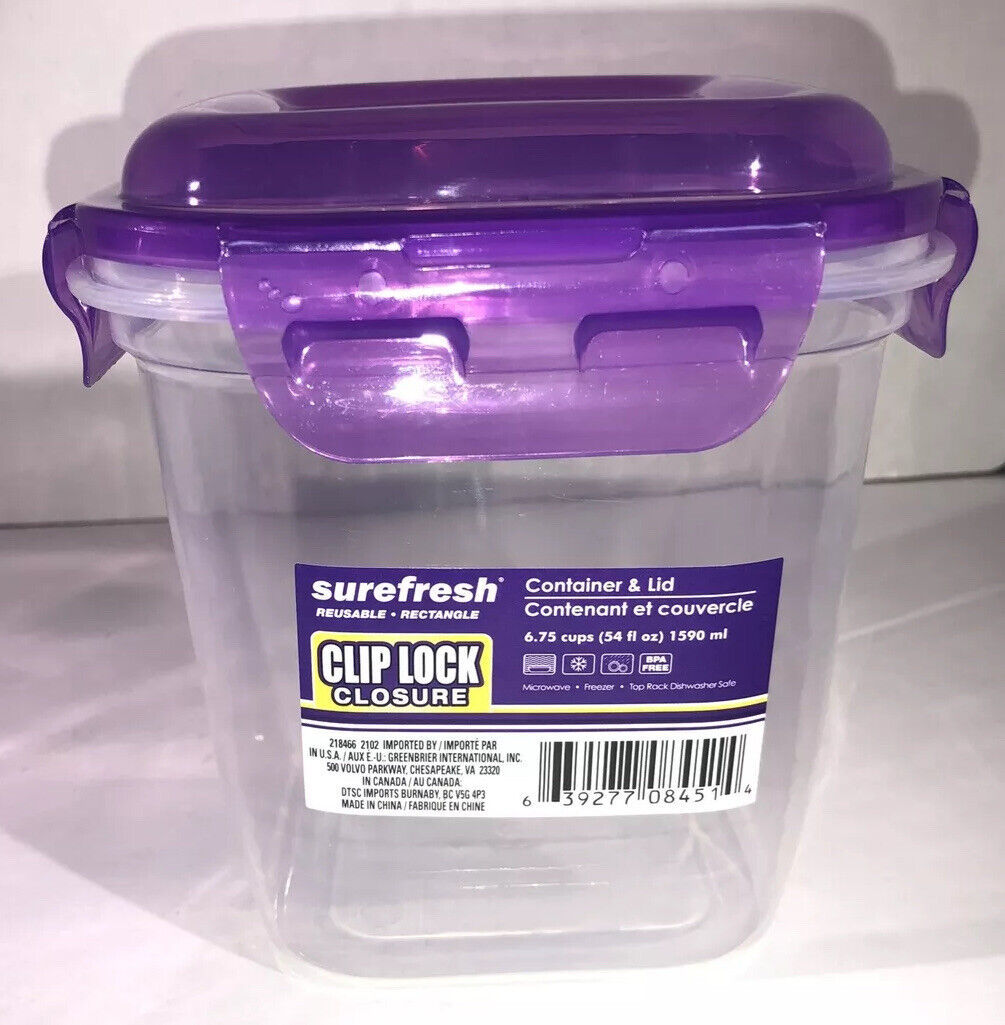 surefresh®
REUSABLE • RECTANGLE
CLIP LOCK
CLOSURE
Container & Lid
Contenant et couvercle
6.75 cups (54 fl oz) 1590 ml
BPA
FREE
Microwave • Freezer • Top Rack Dishwasher Safe
218466 2102 IMPORTED BY / IMPORTÉ PAR
IN U.S.A. / AUX E.-U.: GREENBRIER INTERNATIONAL, INC.
500 VOLVO PARKWAY, CHESAPEAKE, VA 23320
IN CANADA / AU CANADA:
DTSC IMPORTS BURNABY, BC V5G 4P3
MADE IN CHINA / FABRIQUÉ EN CHINE
6 39277 08451 4